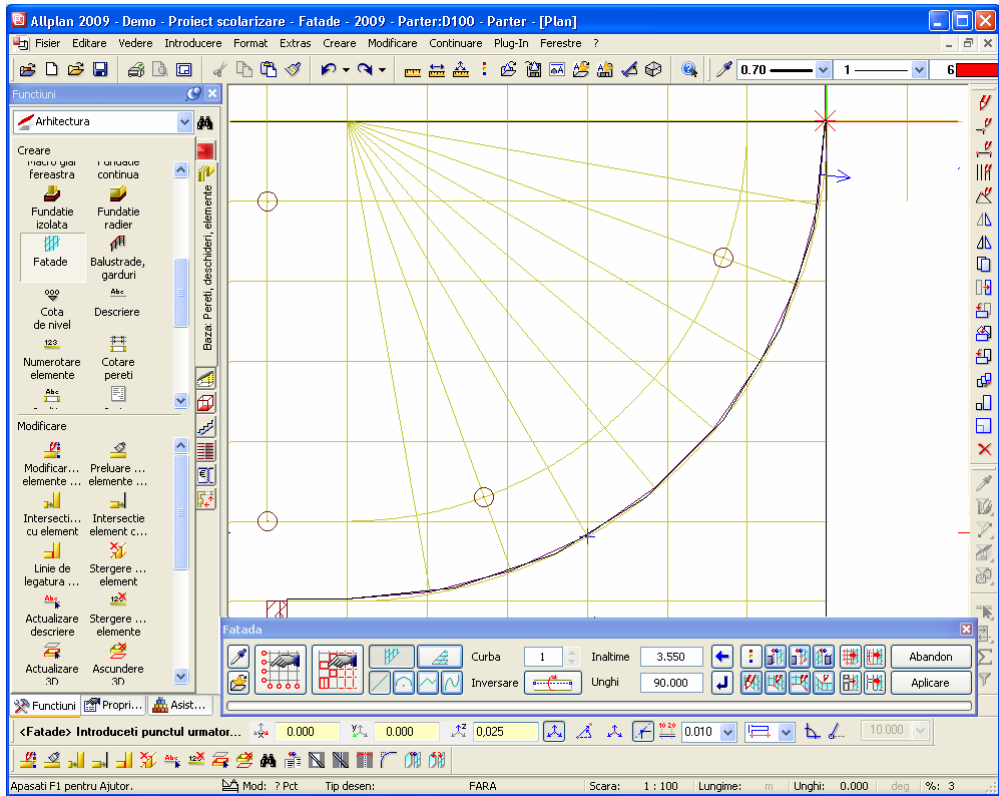 Allplan 2009 - Demo - Proiect scolarizare - Fatade - 2009 - Parter:D100 - Parter - [Plan]
Fisier Editare Vedere Introducere Format Extras Creare Modificare Continuare Plug-In Ferestre ?
0.70 1 6
Functiuni
Arhitectura
Creare
fereastra continua
Fundatie izolata
Fundatie radier
Fatade
Balustrade, garduri
Cota de nivel
Descriere
Numerotare elemente
Cotare pereti
Baza: Pereti, deschideri, elemente
Modificare
Modificar... elemente ...
Preluare ... elemente ...
Intersecti... cu element
Intersectie element c...
Linie de legatura ...
Stergere ... element
Actualizare descriere
Stergere ... elemente
Actualizare 3D
Ascundere 3D
Functiuni Propri... Asist...
Fatada
Curba 1 Inaltime 3.550 Abandon
Inversare Unghi 90.000 Aplicare
<Fatade> Introduceti punctul urmator... 0.000 0.000 0,025 0.010 10.000
Apasati F1 pentru Ajutor. Mod: ? Pct Tip desen: FARA Scara: 1 : 100 Lungime: m Unghi: 0.000 deg %: 3